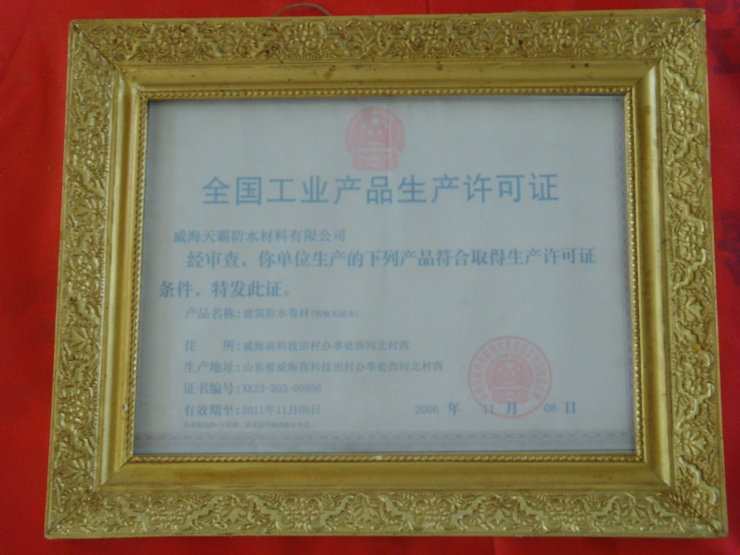 全国工业产品生产许可证
威海天霸防水材料有限公司
经审查、你单位生产的下列产品符合取得生产许可证
条件、特发此证。
产品名称:建筑防水卷材
住 所:威海高科技田村办事处西河北村西
生产地址:山东省威海高科技田村办事处西河北村西
证书编号:XK23-203-00556
有效期至:2011年11月05日
2006 年 11 月 06 日